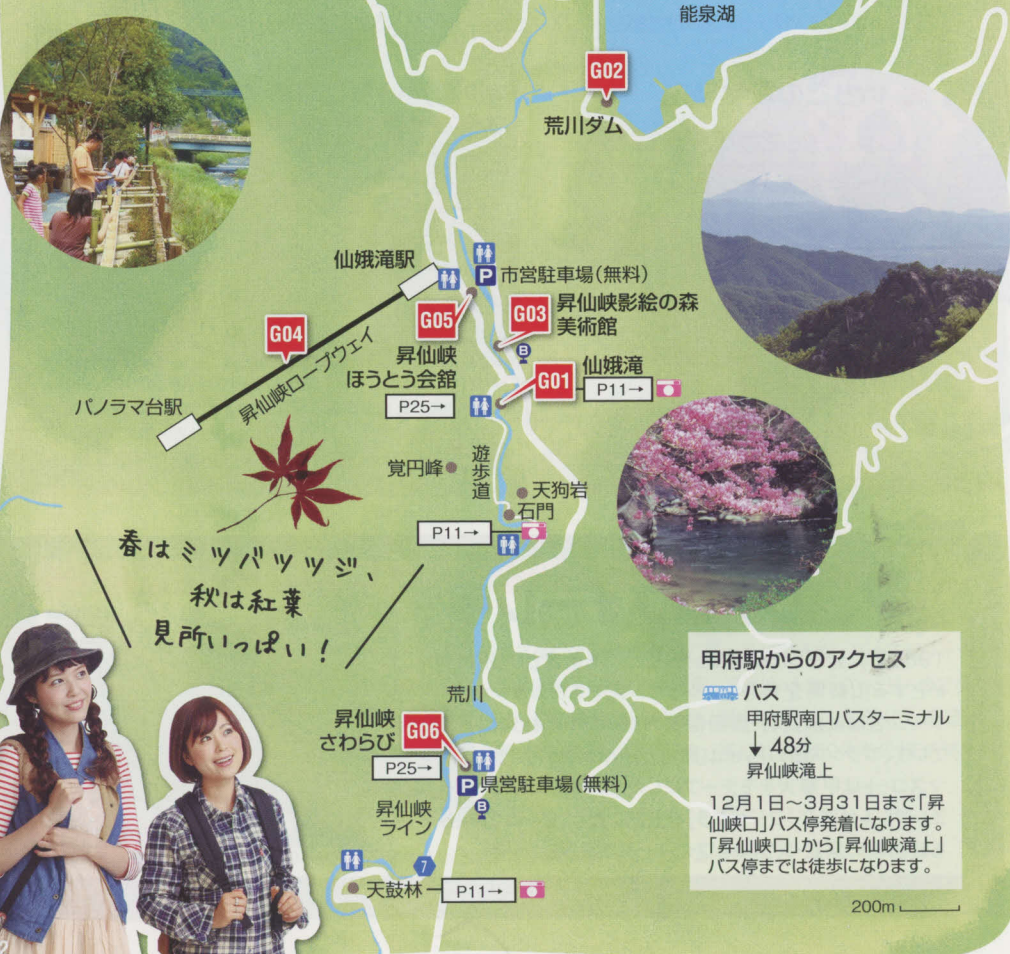 能泉湖
G02
荒川ダム
仙娥滝駅
P 市営駐車場(無料)
G05
G03
昇仙峡影絵の森
美術館
G04
昇仙峡
ほうとう会舘
P25→
B
G01
仙娥滝
P11→
昇仙峡ロープウェイ
パノラマ台駅
覚円峰
遊歩道
天狗岩
石門
P11→
春はミツバツツジ、
秋は紅葉
見所いっぱい!
荒川
昇仙峡
さわらび
G06
P25→
P 県営駐車場(無料)
B
昇仙峡
ライン
7
天鼓林
P11→
甲府駅からのアクセス
バス
甲府駅南口バスターミナル
↓ 48分
昇仙峡滝上
12月1日〜3月31日まで「昇
仙峡口」バス停発着になります。
「昇仙峡口」から「昇仙峡滝上」
バス停までは徒歩になります。
200m